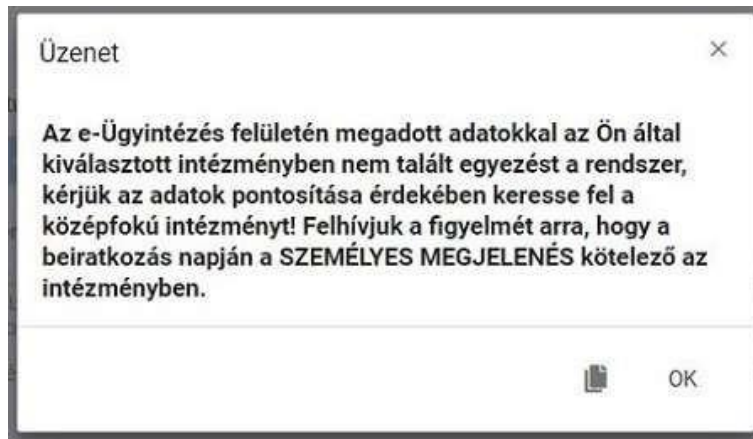 Üzenet
Az e-Ügyintézés felületén megadott adatokkal az Ön által
kiválasztott intézményben nem talált egyezést a rendszer,
kérjük az adatok pontosítása érdekében keresse fel a
középfokú intézményt! Felhívjuk a figyelmét arra, hogy a
beiratkozás napján a SZEMÉLYES MEGJELENÉS kötelező az
intézményben.
OK